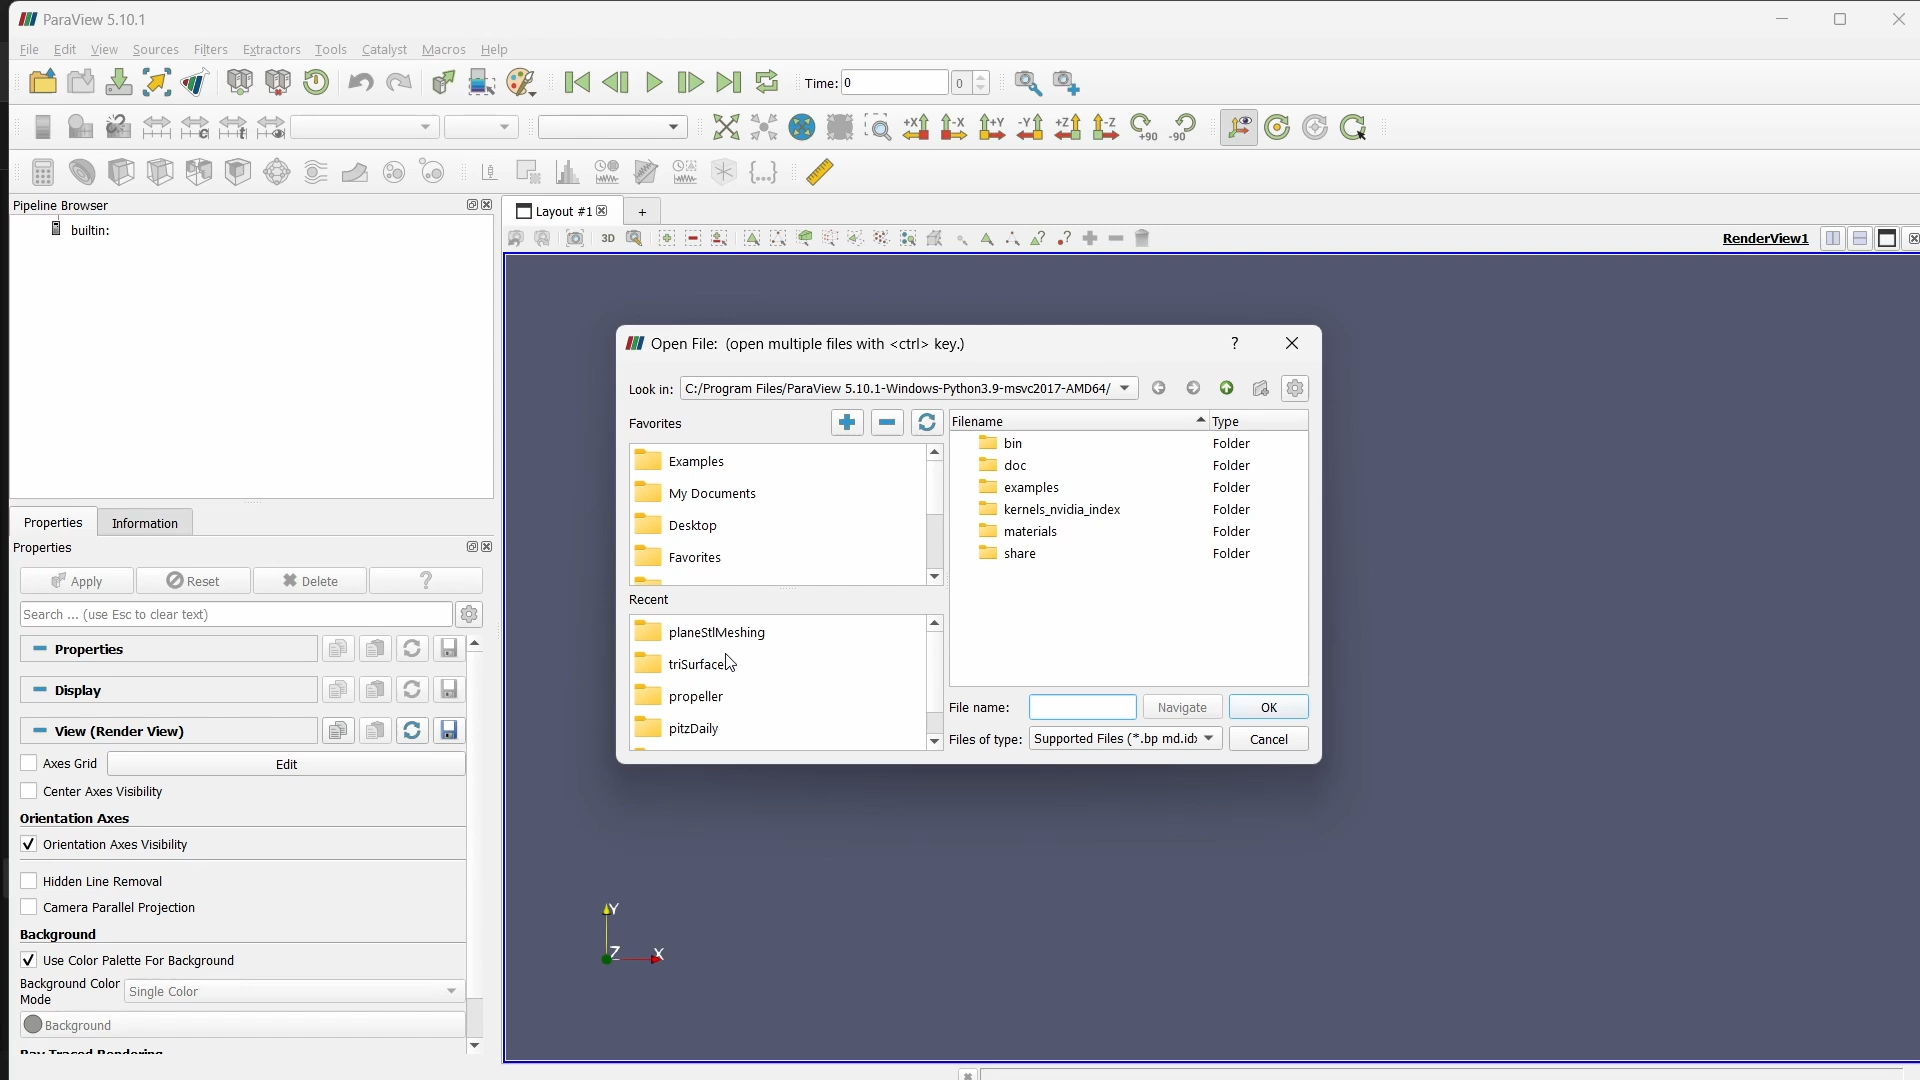 ParaView 5.10.1
File Edit View Sources Filters Extractors Tools Catalyst Macros Help
Time: 0 0
+X -X +Y -Y +Z -Z +90 -90
Pipeline Browser
builtin:
Layout #1 +
3D
RenderView1
Open File: (open multiple files with <ctrl> key.) ?
Look in: C:/Program Files/ParaView 5.10.1-Windows-Python3.9-msvc2017-AMD64/
Favorites
Examples
My Documents
Desktop
Favorites
Recent
planeStlMeshing
triSurface
propeller
pitzDaily
Filename Type
bin Folder
doc Folder
examples Folder
kernels_nvidia_index Folder
materials Folder
share Folder
File name: Navigate OK
Files of type: Supported Files (*.bp md.id Cancel
Properties Information
Properties
Apply Reset Delete ?
Search ... (use Esc to clear text)
Properties
Display
View (Render View)
Axes Grid Edit
Center Axes Visibility
Orientation Axes
Orientation Axes Visibility
Hidden Line Removal
Camera Parallel Projection
Background
Use Color Palette For Background
Background Color Mode Single Color
Background
Ray Traced Rendering
Y
Z X